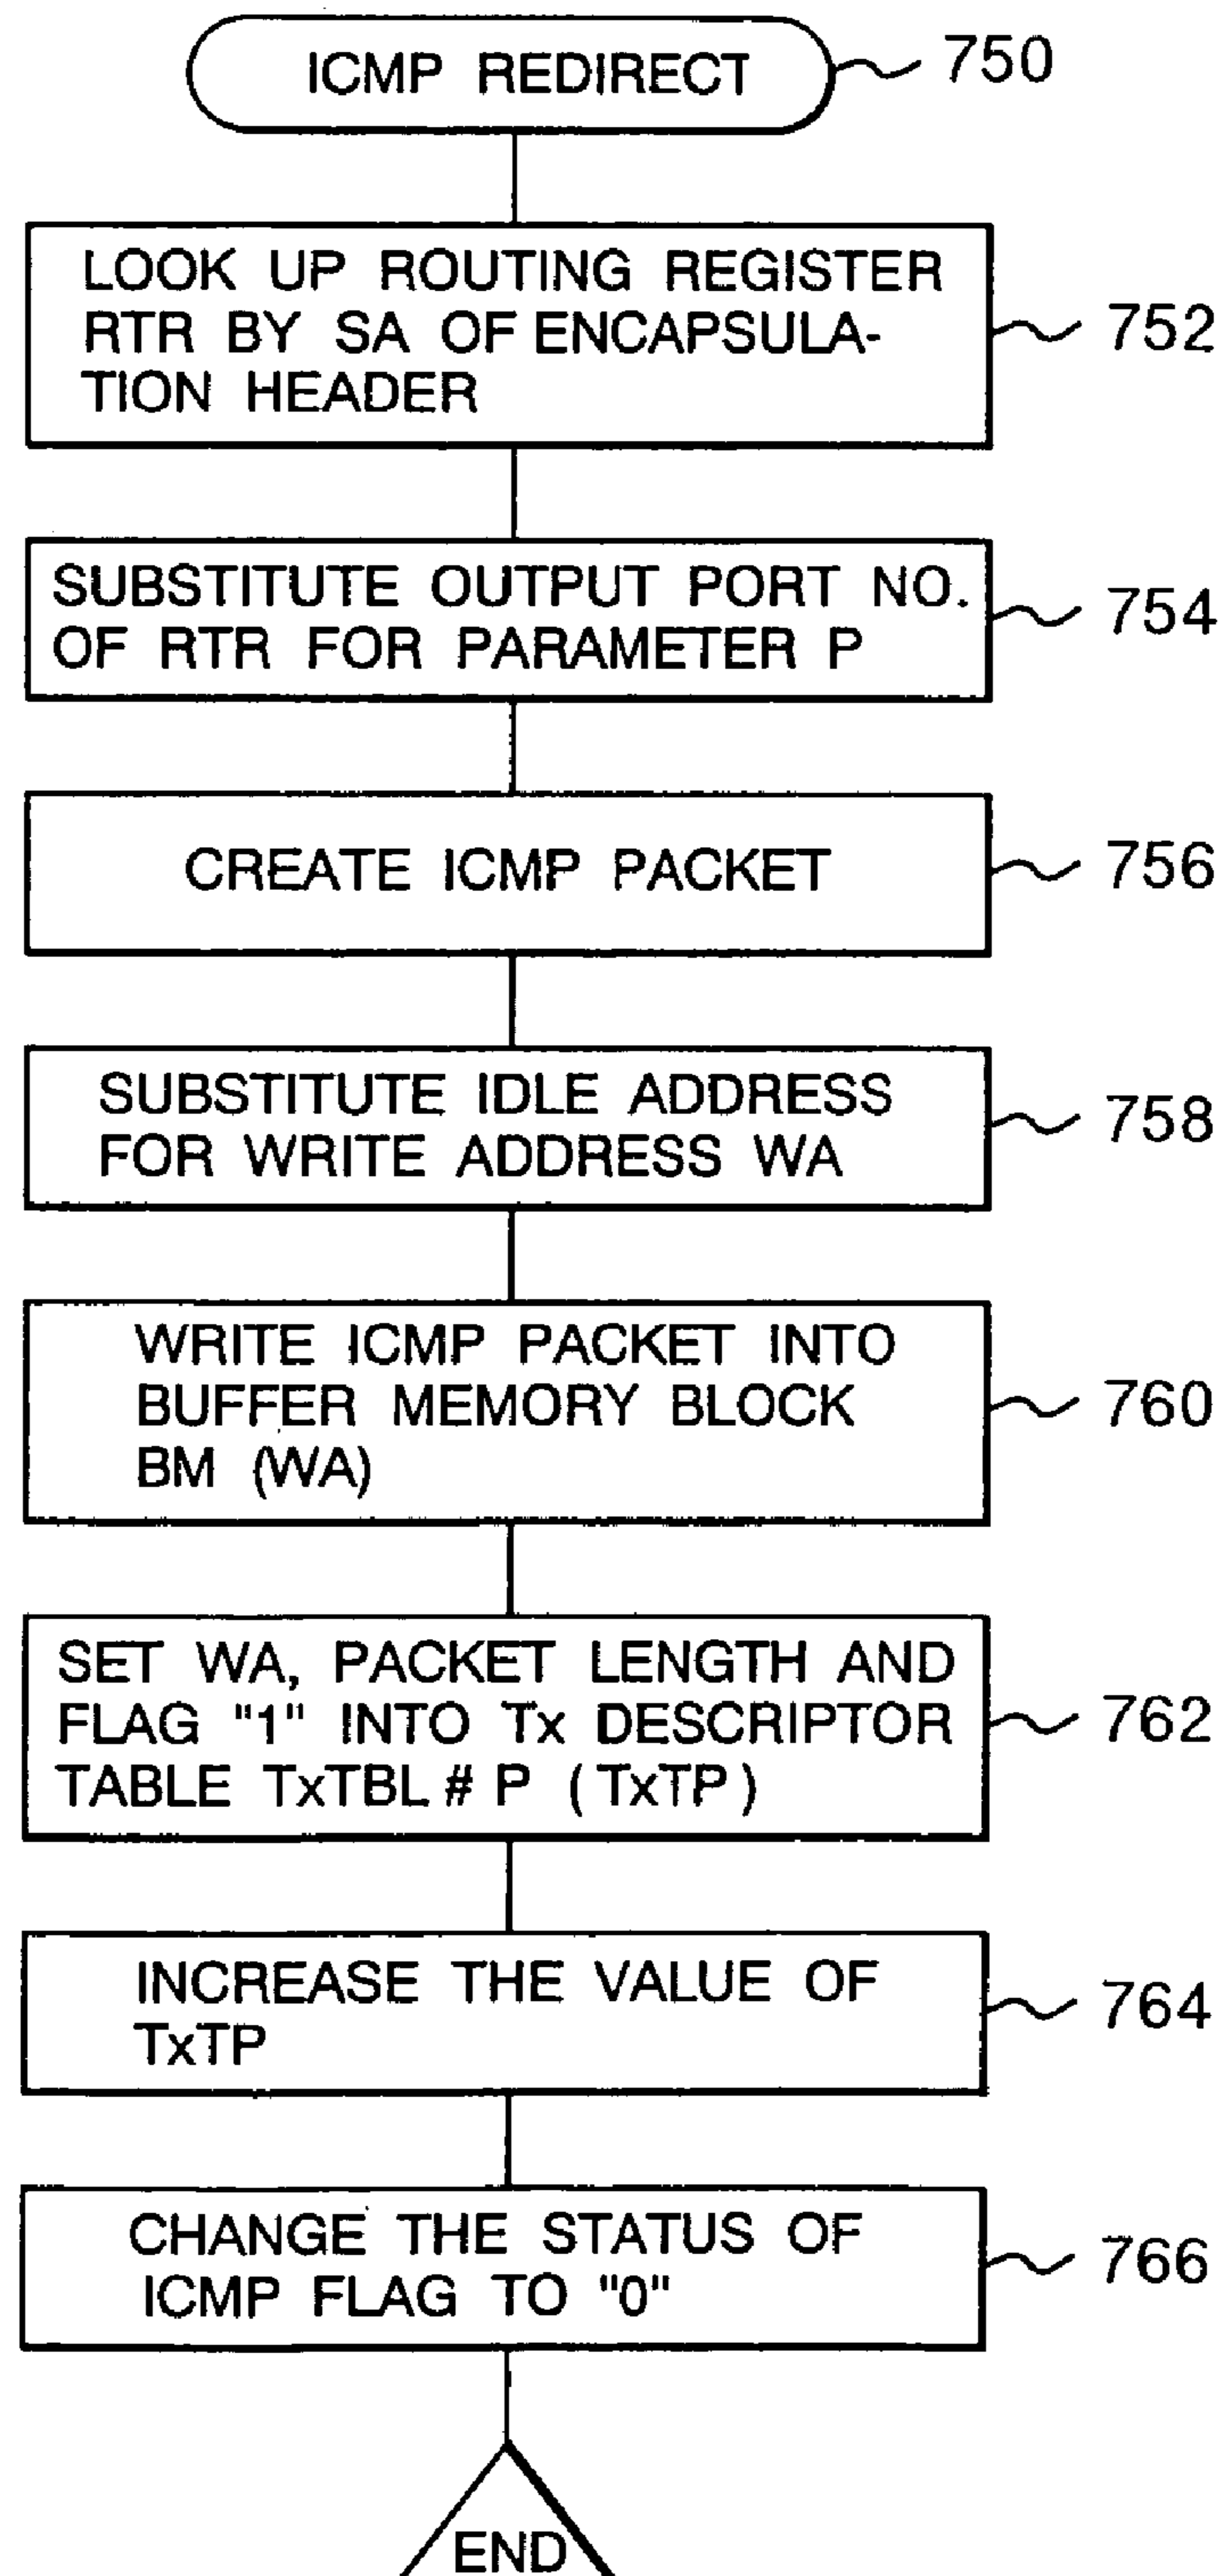 ICMP REDIRECT
750
LOOK UP ROUTING REGISTER
RTR BY SA OF ENCAPSULA-
TION HEADER
752
SUBSTITUTE OUTPUT PORT NO.
OF RTR FOR PARAMETER P
754
CREATE ICMP PACKET
756
SUBSTITUTE IDLE ADDRESS
FOR WRITE ADDRESS WA
758
WRITE ICMP PACKET INTO
BUFFER MEMORY BLOCK
BM (WA)
760
SET WA, PACKET LENGTH AND
FLAG "1" INTO Tx DESCRIPTOR
TABLE TxTBL # P (TxTP)
762
INCREASE THE VALUE OF
TxTP
764
CHANGE THE STATUS OF
ICMP FLAG TO "0"
766
END